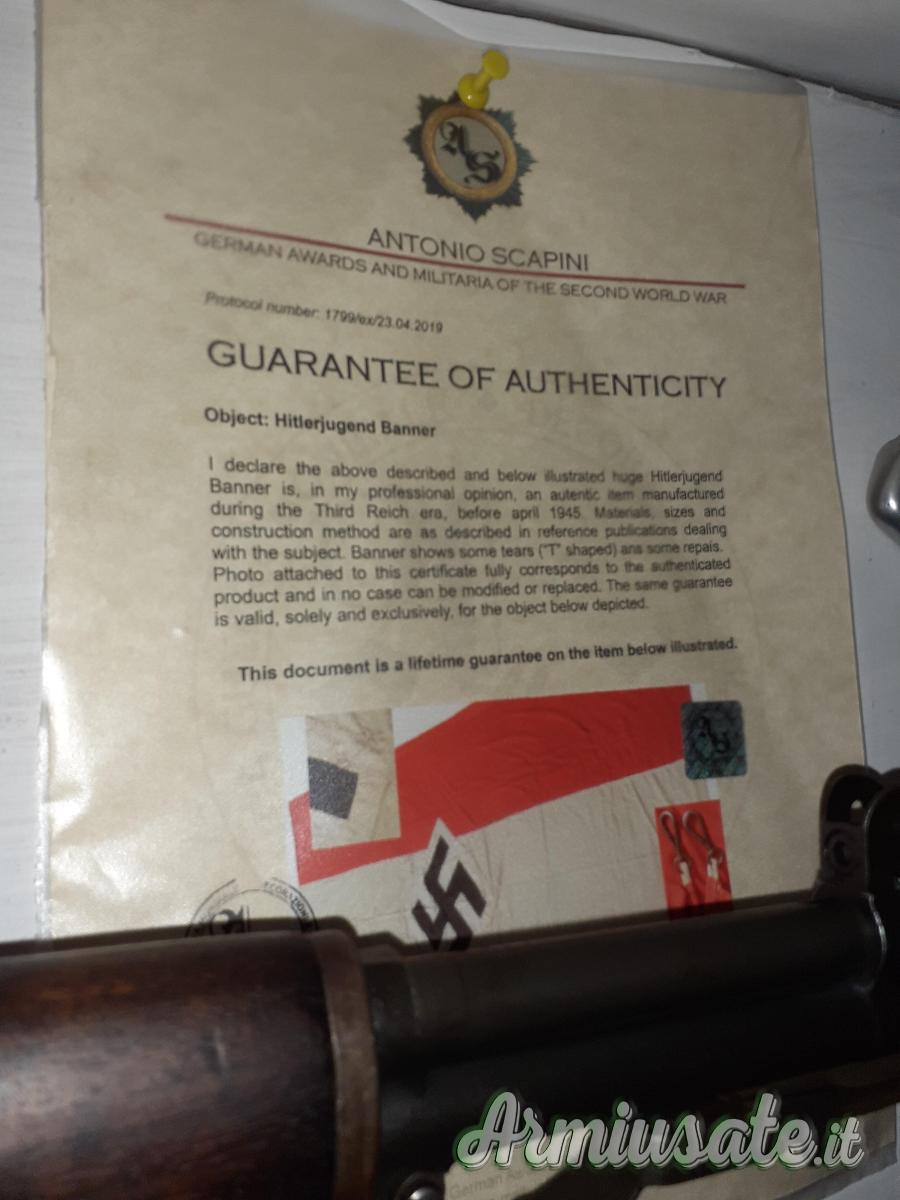 AS
ANTONIO SCAPINI
GERMAN AWARDS AND MILITARIA OF THE SECOND WORLD WAR
Protocol number: 1799/ex/23.04.2019
GUARANTEE OF AUTHENTICITY
Object: Hitlerjugend Banner
I declare the above described and below illustrated huge Hitlerjugend
Banner is, in my professional opinion, an autentic item manufactured
during the Third Reich era, before april 1945. Materials, sizes and
construction method are as described in reference publications dealing
with the subject. Banner shows some tears ("T" shaped) ans some repais.
Photo attached to this certificate fully corresponds to the authenticated
product and in no case can be modified or replaced. The same guarantee
is valid, solely and exclusively, for the object below depicted.
This document is a lifetime guarantee on the item below illustrated.
AS
Armiusate.it
German